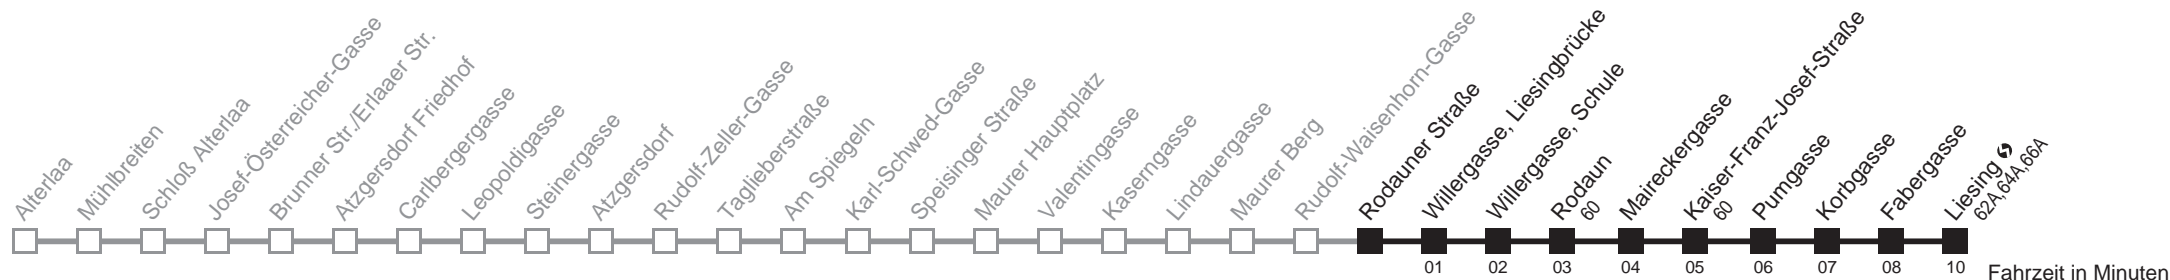 Alterlaa
Mühlbreiten
Schloß Alterlaa
Josef-Österreicher-Gasse
Brunner Str./Erlaaer Str.
Atzgersdorf Friedhof
Carlbergergasse
Leopoldigasse
Steinergasse
Atzgersdorf
Rudolf-Zeller-Gasse
Taglieberstraße
Am Spiegeln
Karl-Schwed-Gasse
Speisinger Straße
Maurer Hauptplatz
Valentingasse
Kaserngasse
Lindauergasse
Maurer Berg
Rudolf-Waisenhorn-Gasse
Rodauner Straße
Willergasse, Liesingbrücke
Willergasse, Schule
Rodaun
60
Maireckergasse
Kaiser-Franz-Josef-Straße
60
Pumgasse
Korbgasse
Fabergasse
Liesing
62A,64A,66A
01 02 03 04 05 06 07 08 10
Fahrzeit in Minuten